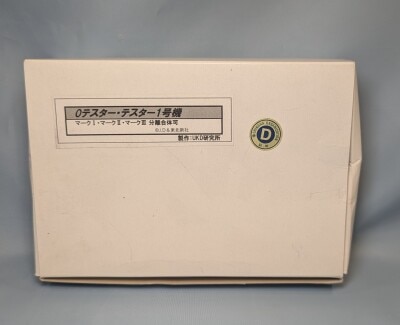 0テスター・テスター1号機
マークⅠ・マークⅡ・マークⅢ 分離合体可
製作：OKD研究所
D